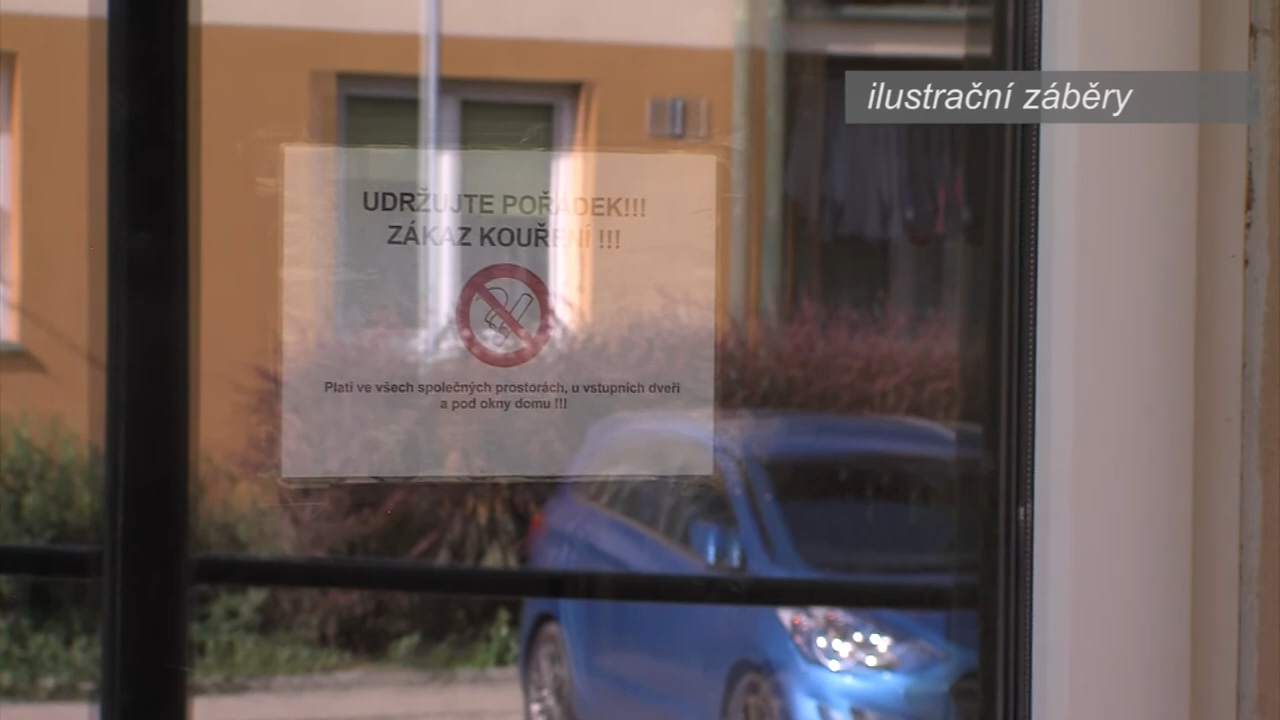 ilustrační záběry
UDRŽUJTE POŘÁDEK!!!
ZÁKAZ KOUŘENÍ !!!
Platí ve všech společných prostorách, u vstupních dveří
a pod okny domu !!!